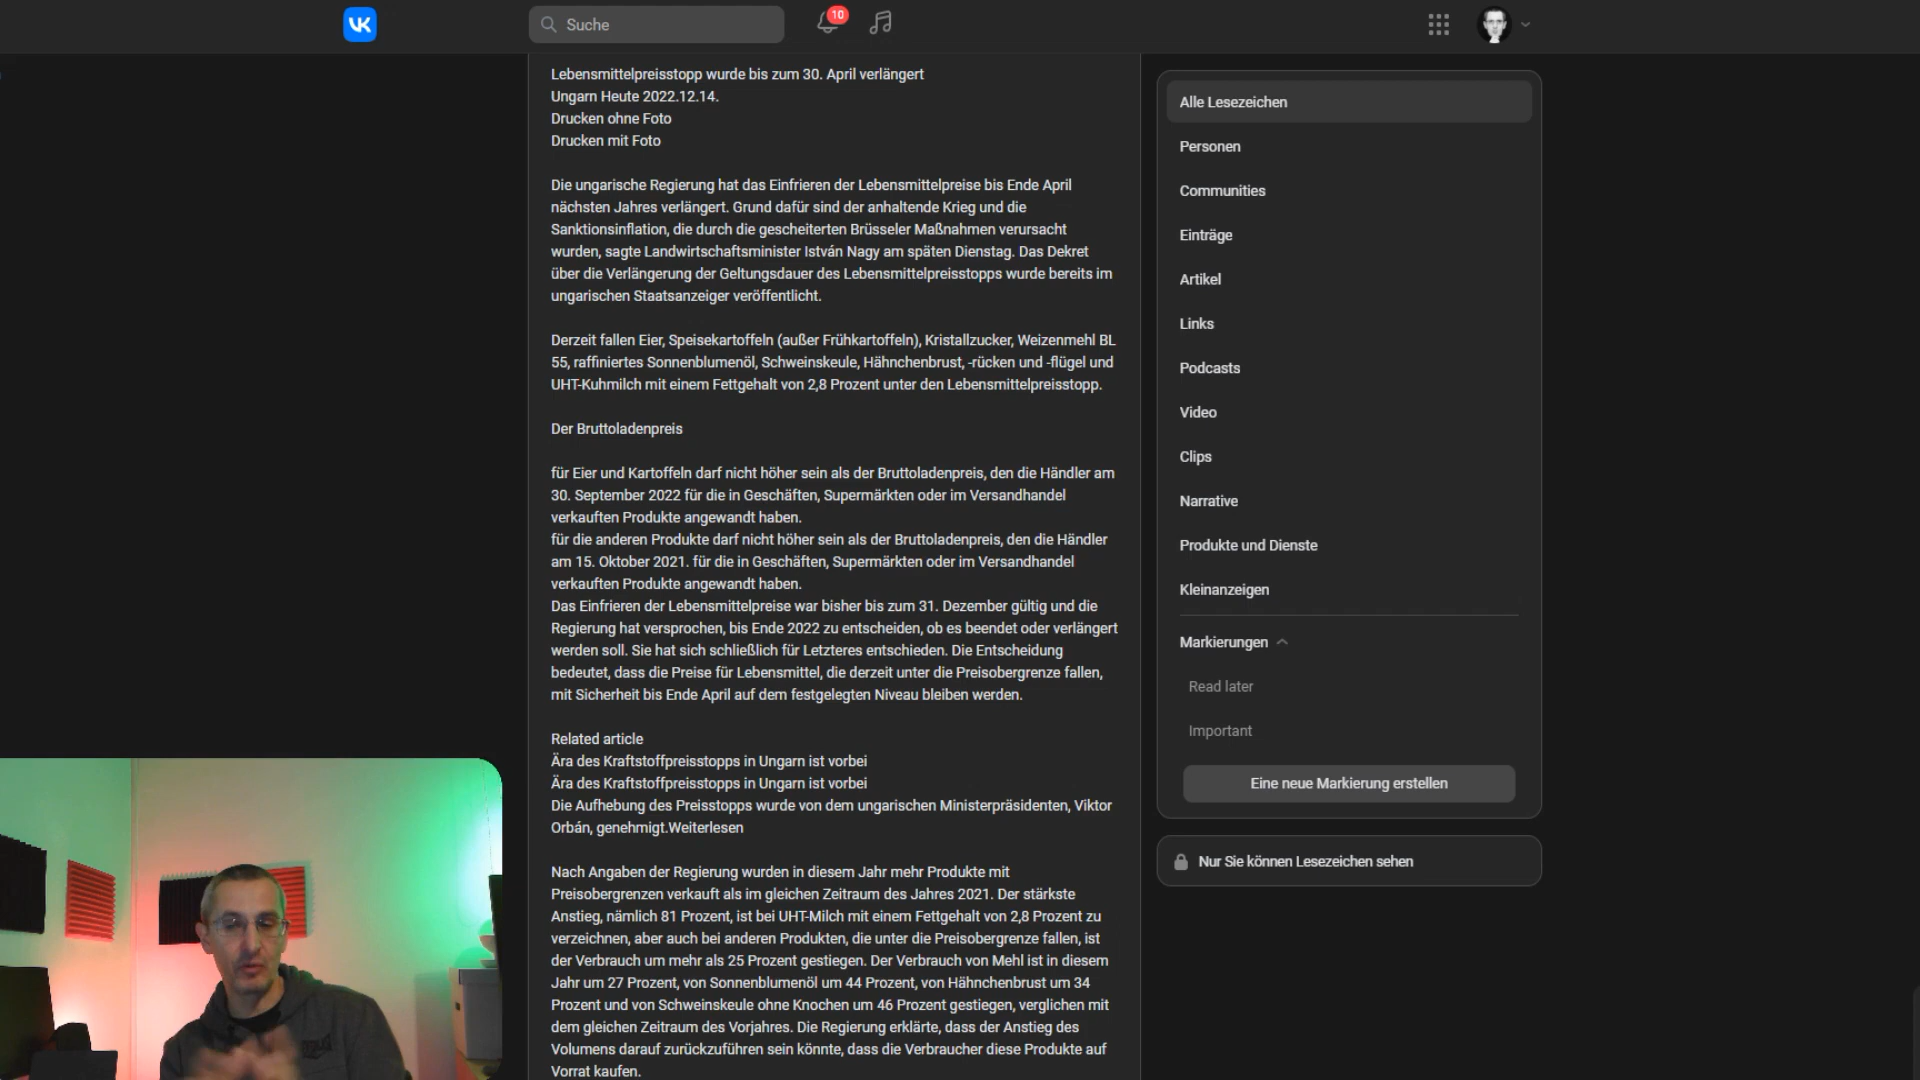 VK
Suche
10
Lebensmittelpreisstopp wurde bis zum 30. April verlängert
Ungarn Heute 2022.12.14.
Drucken ohne Foto
Drucken mit Foto
Die ungarische Regierung hat das Einfrieren der Lebensmittelpreise bis Ende April
nächsten Jahres verlängert. Grund dafür sind der anhaltende Krieg und die
Sanktionsinflation, die durch die gescheiterten Brüsseler Maßnahmen verursacht
wurden, sagte Landwirtschaftsminister István Nagy am späten Dienstag. Das Dekret
über die Verlängerung der Geltungsdauer des Lebensmittelpreisstopps wurde bereits im
ungarischen Staatsanzeiger veröffentlicht.
Derzeit fallen Eier, Speisekartoffeln (außer Frühkartoffeln), Kristallzucker, Weizenmehl BL
55, raffiniertes Sonnenblumenöl, Schweinskeule, Hähnchenbrust, -rücken und -flügel und
UHT-Kuhmilch mit einem Fettgehalt von 2,8 Prozent unter den Lebensmittelpreisstopp.
Der Bruttoladenpreis
für Eier und Kartoffeln darf nicht höher sein als der Bruttoladenpreis, den die Händler am
30. September 2022 für die in Geschäften, Supermärkten oder im Versandhandel
verkauften Produkte angewandt haben.
für die anderen Produkte darf nicht höher sein als der Bruttoladenpreis, den die Händler
am 15. Oktober 2021. für die in Geschäften, Supermärkten oder im Versandhandel
verkauften Produkte angewandt haben.
Das Einfrieren der Lebensmittelpreise war bisher bis zum 31. Dezember gültig und die
Regierung hat versprochen, bis Ende 2022 zu entscheiden, ob es beendet oder verlängert
werden soll. Sie hat sich schließlich für Letzteres entschieden. Die Entscheidung
bedeutet, dass die Preise für Lebensmittel, die derzeit unter die Preisobergrenze fallen,
mit Sicherheit bis Ende April auf dem festgelegten Niveau bleiben werden.
Related article
Ära des Kraftstoffpreisstopps in Ungarn ist vorbei
Ära des Kraftstoffpreisstopps in Ungarn ist vorbei
Die Aufhebung des Preisstopps wurde von dem ungarischen Ministerpräsidenten, Viktor
Orbán, genehmigt.Weiterlesen
Nach Angaben der Regierung wurden in diesem Jahr mehr Produkte mit
Preisobergrenzen verkauft als im gleichen Zeitraum des Jahres 2021. Der stärkste
Anstieg, nämlich 81 Prozent, ist bei UHT-Milch mit einem Fettgehalt von 2,8 Prozent zu
verzeichnen, aber auch bei anderen Produkten, die unter die Preisobergrenze fallen, ist
der Verbrauch um mehr als 25 Prozent gestiegen. Der Verbrauch von Mehl ist in diesem
Jahr um 27 Prozent, von Sonnenblumenöl um 44 Prozent, von Hähnchenbrust um 34
Prozent und von Schweinskeule ohne Knochen um 46 Prozent gestiegen, verglichen mit
dem gleichen Zeitraum des Vorjahres. Die Regierung erklärte, dass der Anstieg des
Volumens darauf zurückzuführen sein könnte, dass die Verbraucher diese Produkte auf
Vorrat kaufen.
Alle Lesezeichen
Personen
Communities
Einträge
Artikel
Links
Podcasts
Video
Clips
Narrative
Produkte und Dienste
Kleinanzeigen
Markierungen
Read later
Important
Eine neue Markierung erstellen
Nur Sie können Lesezeichen sehen